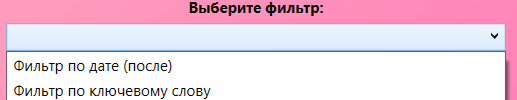 Выберите фильтр:
Фильтр по дате (после)
Фильтр по ключевому слову